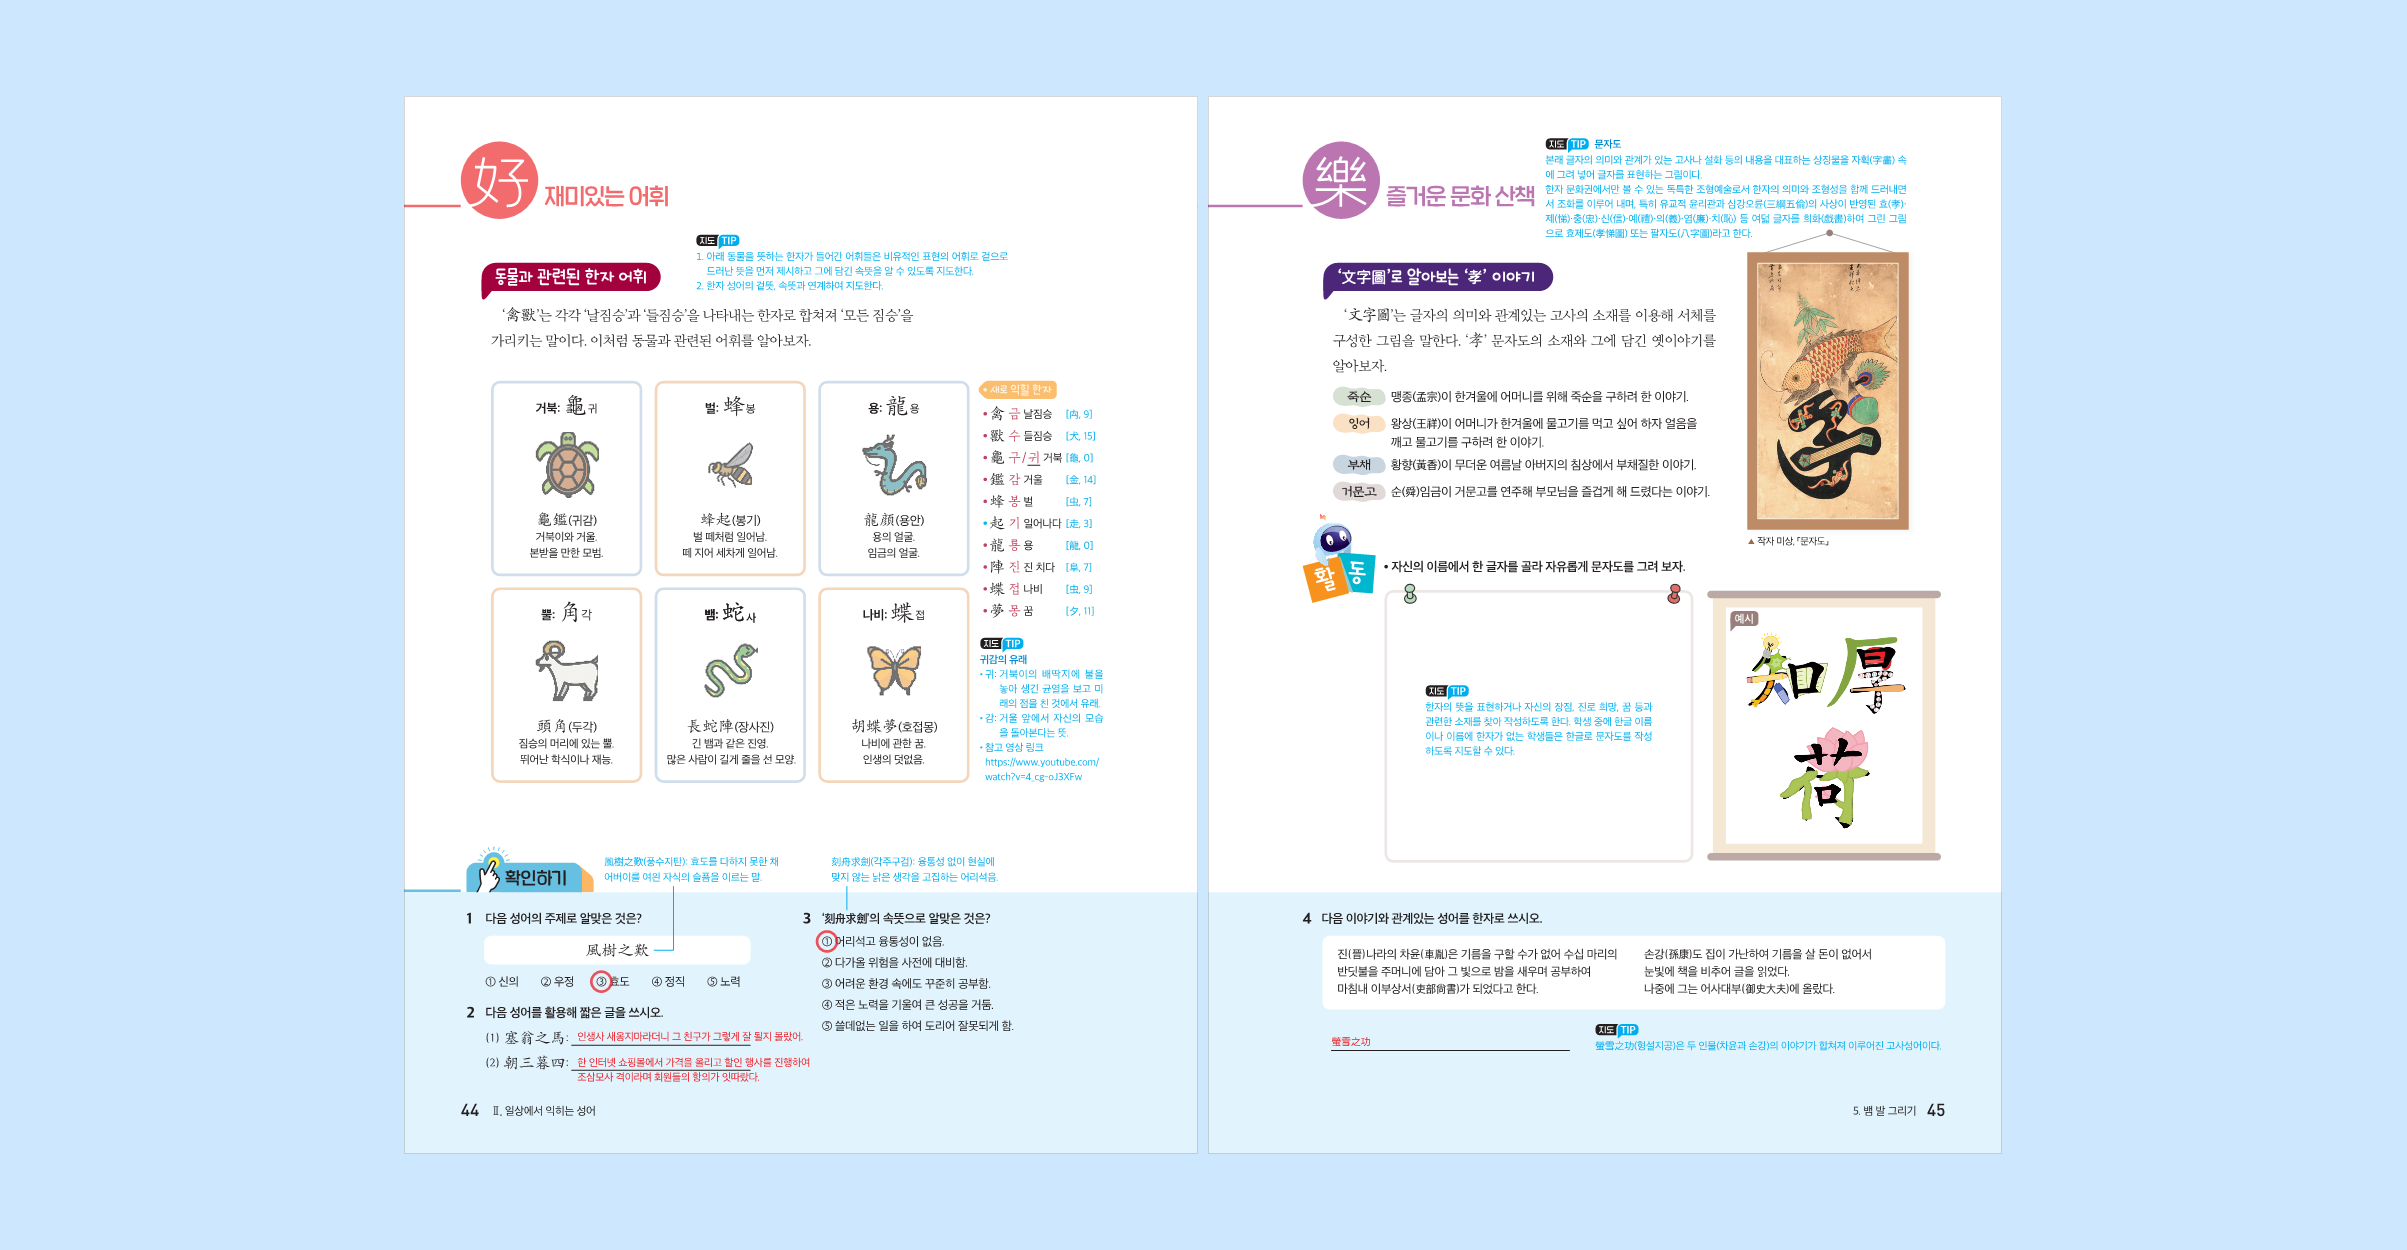 好 재미있는 어휘
지도 TIP
1. 아래 동물을 뜻하는 한자가 들어간 어휘들은 비유적인 표현의 어휘로 겉으로
드러난 뜻을 먼저 제시하고 그에 담긴 속뜻을 알 수 있도록 지도한다.
2. 한자 성어의 겉뜻, 속뜻과 연계하여 지도한다.
동물과 관련된 한자 어휘
‘禽獸’는 각각 ‘날짐승’과 ‘들짐승’을 나타내는 한자로 합쳐져 ‘모든 짐승’을
가리키는 말이다. 이처럼 동물과 관련된 어휘를 알아보자.
거북: 龜 귀
龜鑑(귀감)
거북이와 거울.
본받을 만한 모범.
벌: 蜂 봉
蜂起(봉기)
벌 떼처럼 일어남.
떼 지어 세차게 일어남.
용: 龍 용
龍顔(용안)
용의 얼굴.
임금의 얼굴.
뿔: 角 각
頭角(두각)
짐승의 머리에 있는 뿔.
뛰어난 학식이나 재능.
뱀: 蛇 사
長蛇陣(장사진)
긴 뱀과 같은 진영.
많은 사람이 길게 줄을 선 모양.
나비: 蝶 접
胡蝶夢(호접몽)
나비에 관한 꿈.
인생의 덧없음.
• 새로 익힐 한자
• 禽 금 날짐승 [禸, 9]
• 獸 수 들짐승 [犬, 15]
• 龜 구/귀 거북 [龜, 0]
• 鑑 감 거울 [金, 14]
• 蜂 봉 벌 [虫, 7]
• 起 기 일어나다 [走, 3]
• 龍 룡 용 [龍, 0]
• 陣 진 진 치다 [阜, 7]
• 蝶 접 나비 [虫, 9]
• 夢 몽 꿈 [夕, 11]
지도 TIP
귀감의 유래
• 귀: 거북이의 배딱지에 불을
놓아 생긴 균열을 보고 미
래의 점을 친 것에서 유래.
• 감: 거울 앞에서 자신의 모습
을 돌아본다는 뜻.
• 참고 영상 링크
https://www.youtube.com/
watch?v=4_cg-oJ3XFw
확인하기
風樹之歎(풍수지탄): 효도를 다하지 못한 채
어버이를 여읜 자식의 슬픔을 이르는 말.
刻舟求劍(각주구검): 융통성 없이 현실에
맞지 않는 낡은 생각을 고집하는 어리석음.
1 다음 성어의 주제로 알맞은 것은?
風樹之歎
① 신의 ② 우정 ③ 효도 ④ 정직 ⑤ 노력
2 다음 성어를 활용해 짧은 글을 쓰시오.
(1) 塞翁之馬: 인생사 새옹지마라더니 그 친구가 그렇게 잘 될지 몰랐어.
(2) 朝三暮四: 한 인터넷 쇼핑몰에서 가격을 올리고 할인 행사를 진행하여
조삼모사 격이라며 회원들의 항의가 잇따랐다.
3 ‘刻舟求劍’의 속뜻으로 알맞은 것은?
① 어리석고 융통성이 없음.
② 다가올 위험을 사전에 대비함.
③ 어려운 환경 속에도 꾸준히 공부함.
④ 적은 노력을 기울여 큰 성공을 거둠.
⑤ 쓸데없는 일을 하여 도리어 잘못되게 함.
44 Ⅱ. 일상에서 익히는 성어
樂 즐거운 문화 산책
지도 TIP 문자도
본래 글자의 의미와 관계가 있는 고사나 설화 등의 내용을 대표하는 상징물을 자획(字畫) 속
에 그려 넣어 글자를 표현하는 그림이다.
한자 문화권에서만 볼 수 있는 독특한 조형예술로서 한자의 의미와 조형성을 함께 드러내면
서 조화를 이루어 내며, 특히 유교적 윤리관과 삼강오륜(三綱五倫)의 사상이 반영된 효(孝)·
제(悌)·충(忠)·신(信)·예(禮)·의(義)·염(廉)·치(恥) 등 여덟 글자를 희화(戲畫)하여 그린 그림
으로 효제도(孝悌圖) 또는 팔자도(八字圖)라고 한다.
‘文字圖’로 알아보는 ‘孝’ 이야기
‘文字圖’는 글자의 의미와 관계있는 고사의 소재를 이용해 서체를
구성한 그림을 말한다. ‘孝’ 문자도의 소재와 그에 담긴 옛이야기를
알아보자.
죽순 맹종(孟宗)이 한겨울에 어머니를 위해 죽순을 구하려 한 이야기.
잉어 왕상(王祥)이 어머니가 한겨울에 물고기를 먹고 싶어 하자 얼음을
깨고 물고기를 구하려 한 이야기.
부채 황향(黃香)이 무더운 여름날 아버지의 침상에서 부채질한 이야기.
거문고 순(舜)임금이 거문고를 연주해 부모님을 즐겁게 해 드렸다는 이야기.
▲ 작자 미상, 「문자도」
활동
• 자신의 이름에서 한 글자를 골라 자유롭게 문자도를 그려 보자.
지도 TIP
한자의 뜻을 표현하거나 자신의 장점, 진로 희망, 꿈 등과
관련한 소재를 찾아 작성하도록 한다. 학생 중에 한글 이름
이나 이름에 한자가 없는 학생들은 한글로 문자도를 작성
하도록 지도할 수 있다.
예시
知 厚
荷
4 다음 이야기와 관계있는 성어를 한자로 쓰시오.
진(晉)나라의 차윤(車胤)은 기름을 구할 수가 없어 수십 마리의
반딧불을 주머니에 담아 그 빛으로 밤을 새우며 공부하여
마침내 이부상서(吏部尙書)가 되었다고 한다.
손강(孫康)도 집이 가난하여 기름을 살 돈이 없어서
눈빛에 책을 비추어 글을 읽었다.
나중에 그는 어사대부(御史大夫)에 올랐다.
螢雪之功
지도 TIP
螢雪之功(형설지공)은 두 인물(차윤과 손강)의 이야기가 합쳐져 이루어진 고사성어이다.
5. 뱀 발 그리기 45